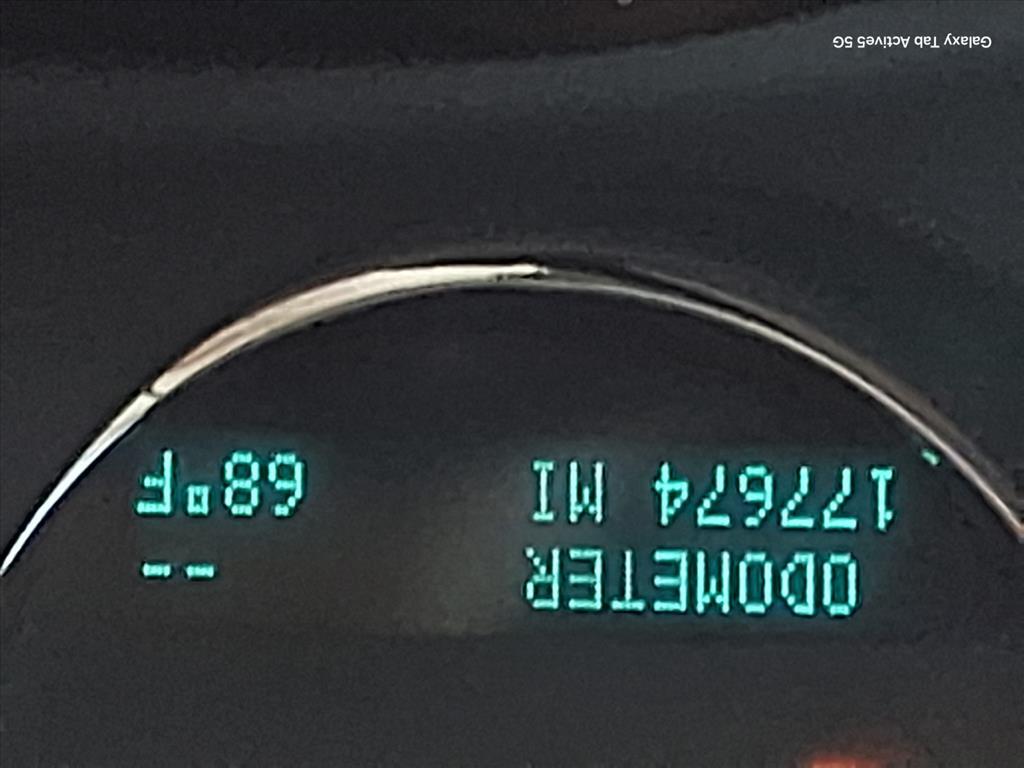 ODOMETER --
177674 MI 68°F
Galaxy Tab Active5 5G